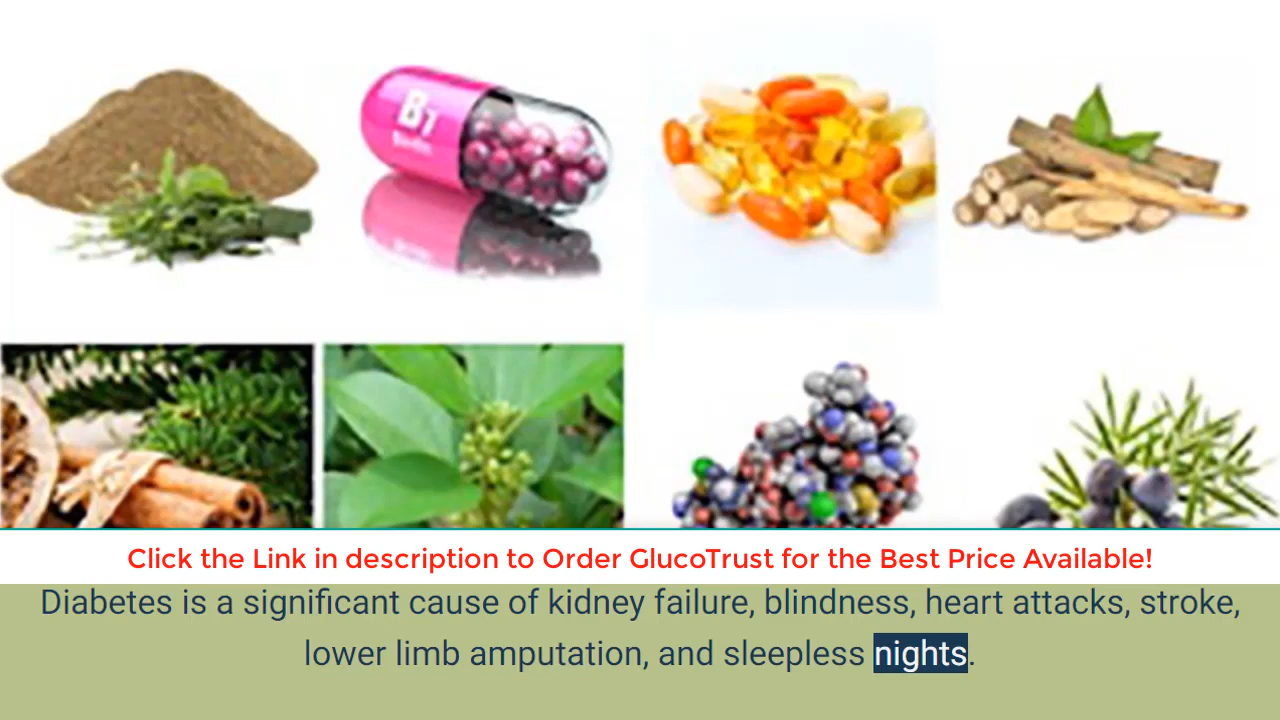 B7
Click the Link in description to Order GlucoTrust for the Best Price Available!
Diabetes is a significant cause of kidney failure, blindness, heart attacks, stroke,
lower limb amputation, and sleepless nights.